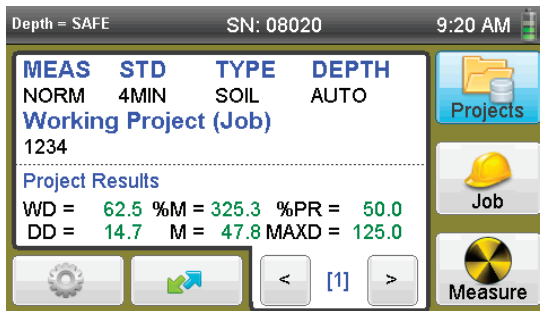 Depth = SAFE SN: 08020 9:20 AM
MEAS STD TYPE DEPTH
NORM 4MIN SOIL AUTO
Working Project (Job)
1234
Project Results
WD = 62.5 %M = 325.3 %PR = 50.0
DD = 14.7 M = 47.8 MAXD = 125.0
< [1] >
Projects
Job
Measure